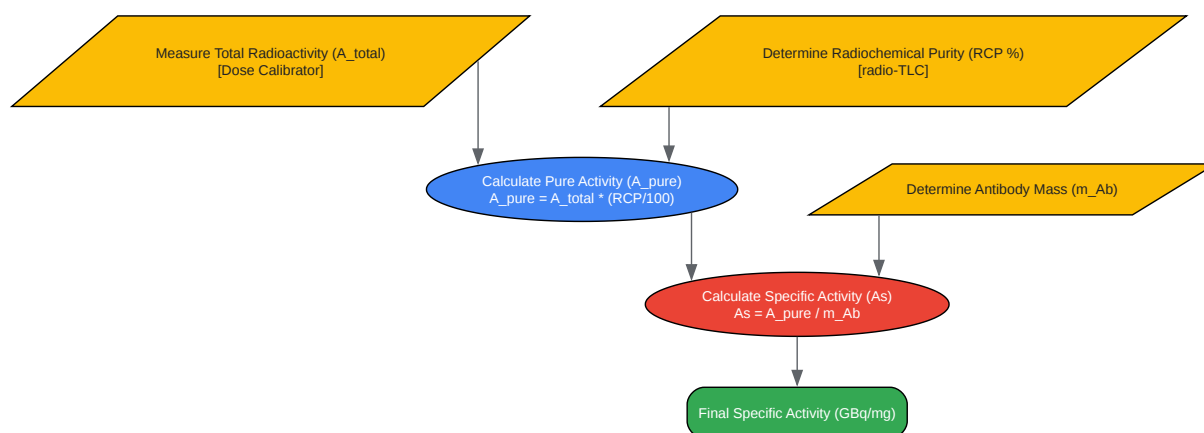 Measure Total Radioactivity (A_total)
[Dose Calibrator]
Determine Radiochemical Purity (RCP %)
[radio-TLC]
Calculate Pure Activity (A_pure)
A_pure = A_total * (RCP/100)
Determine Antibody Mass (m_Ab)
Calculate Specific Activity (As)
As = A_pure / m_Ab
Final Specific Activity (GBq/mg)